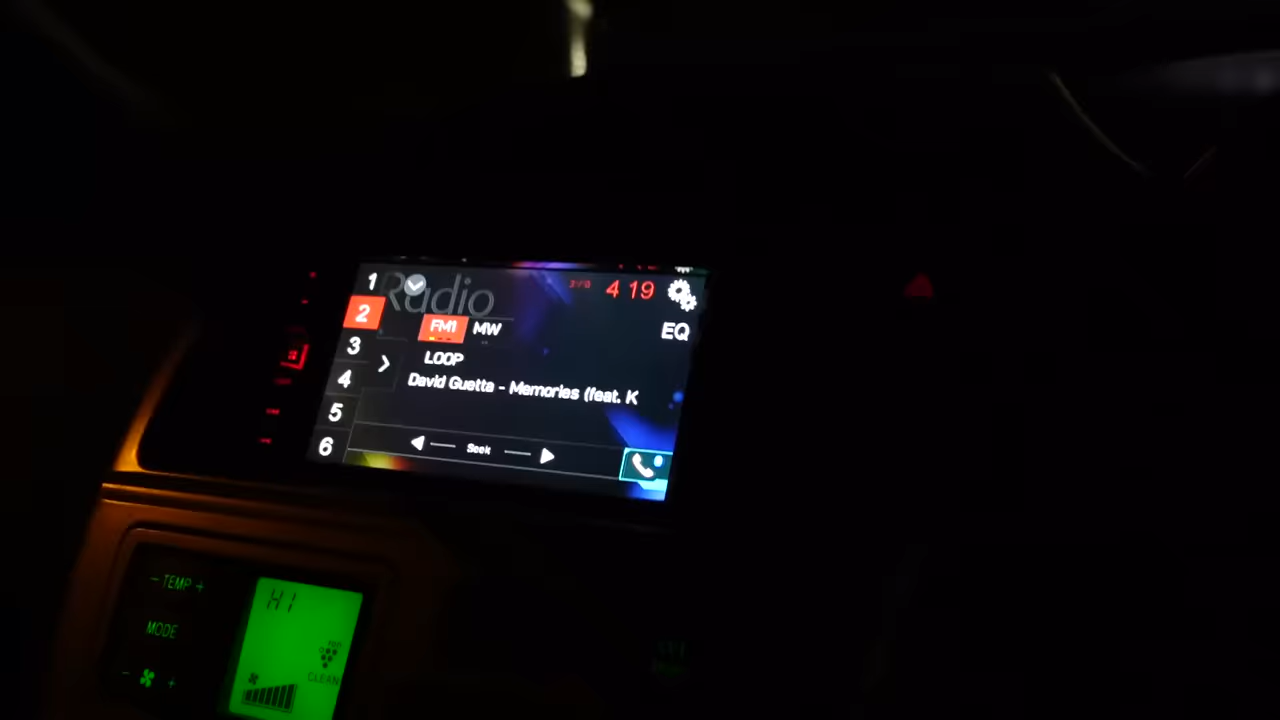 1
Radio
4 19
2
FM1 MW
EQ
3
LOOP
4
David Guetta - Memories (feat. K
5
6
Seek
- TEMP +
HI
MODE
CLEAN
- +